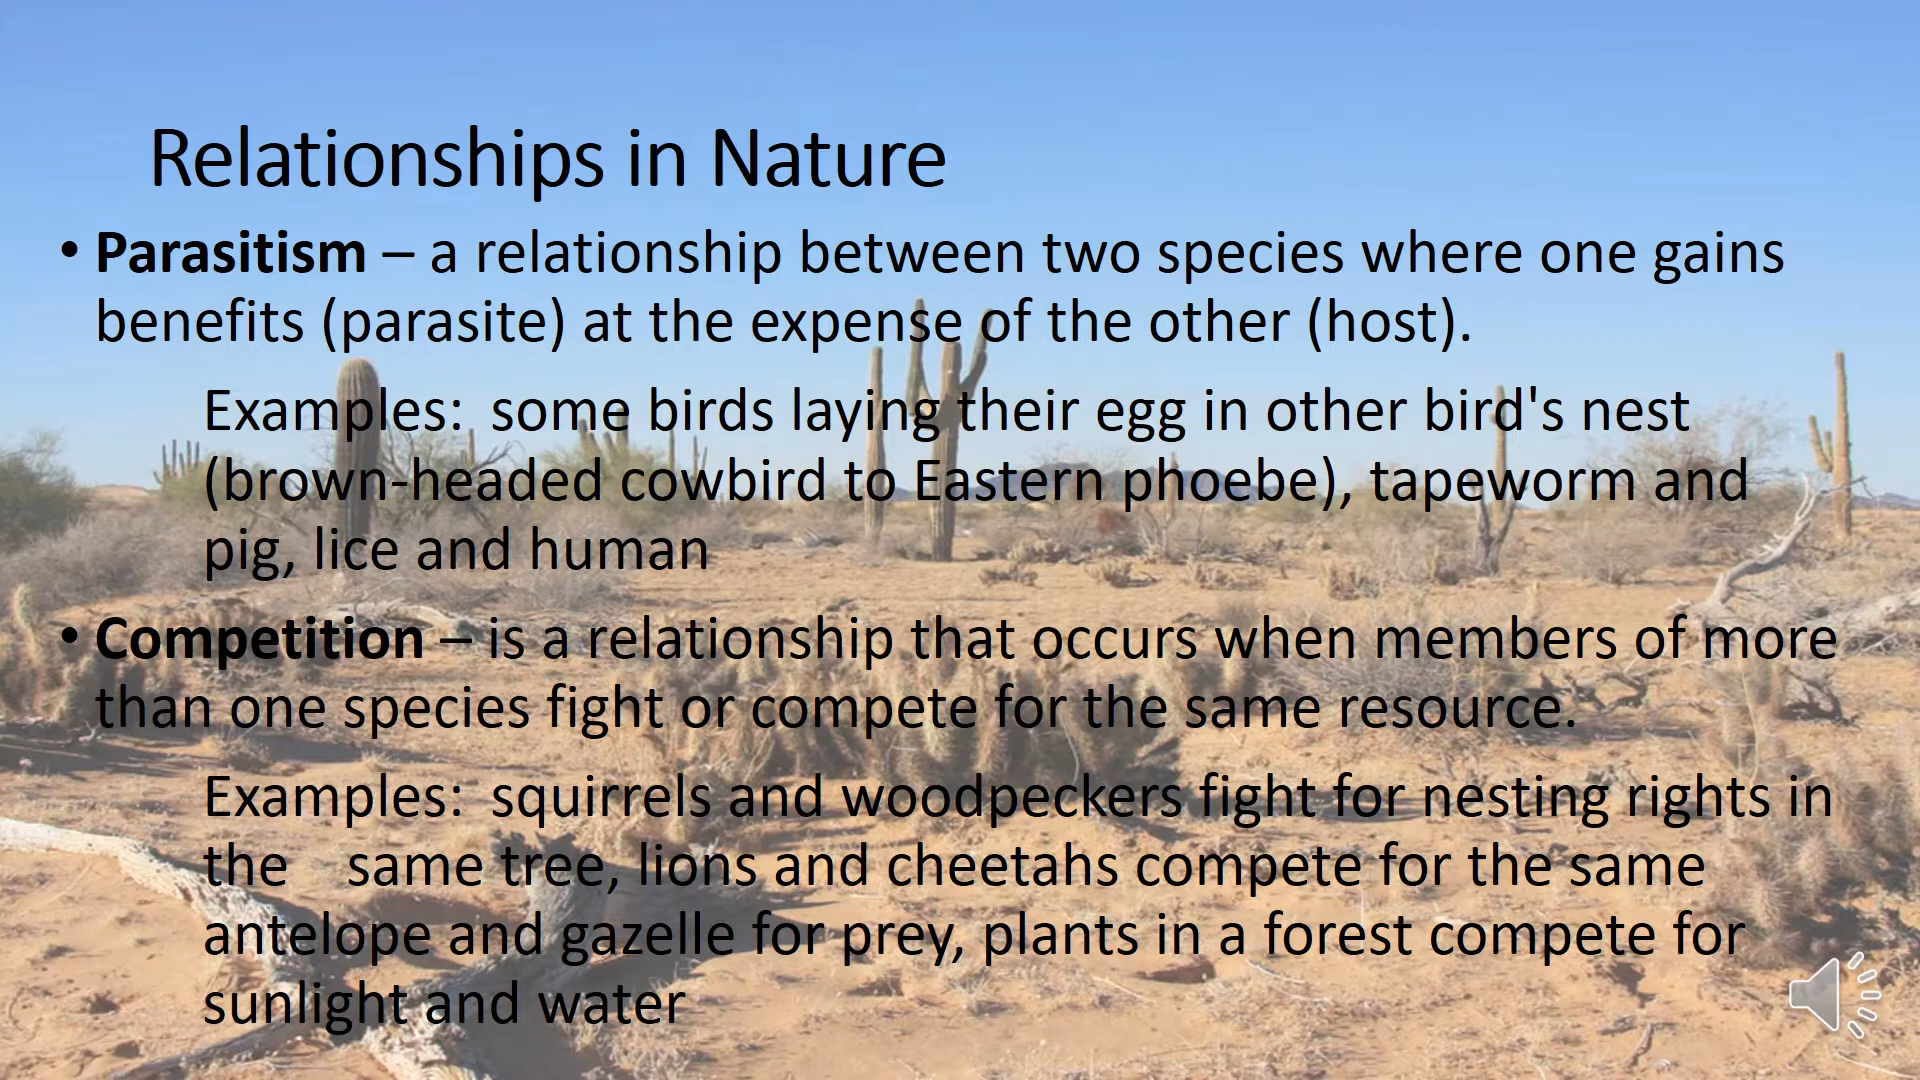 Relationships in Nature
• Parasitism – a relationship between two species where one gains
benefits (parasite) at the expense of the other (host).
Examples:  some birds laying their egg in other bird's nest
(brown-headed cowbird to Eastern phoebe), tapeworm and
pig, lice and human
• Competition – is a relationship that occurs when members of more
than one species fight or compete for the same resource.
Examples:  squirrels and woodpeckers fight for nesting rights in
the    same tree, lions and cheetahs compete for the same
antelope and gazelle for prey, plants in a forest compete for
sunlight and water